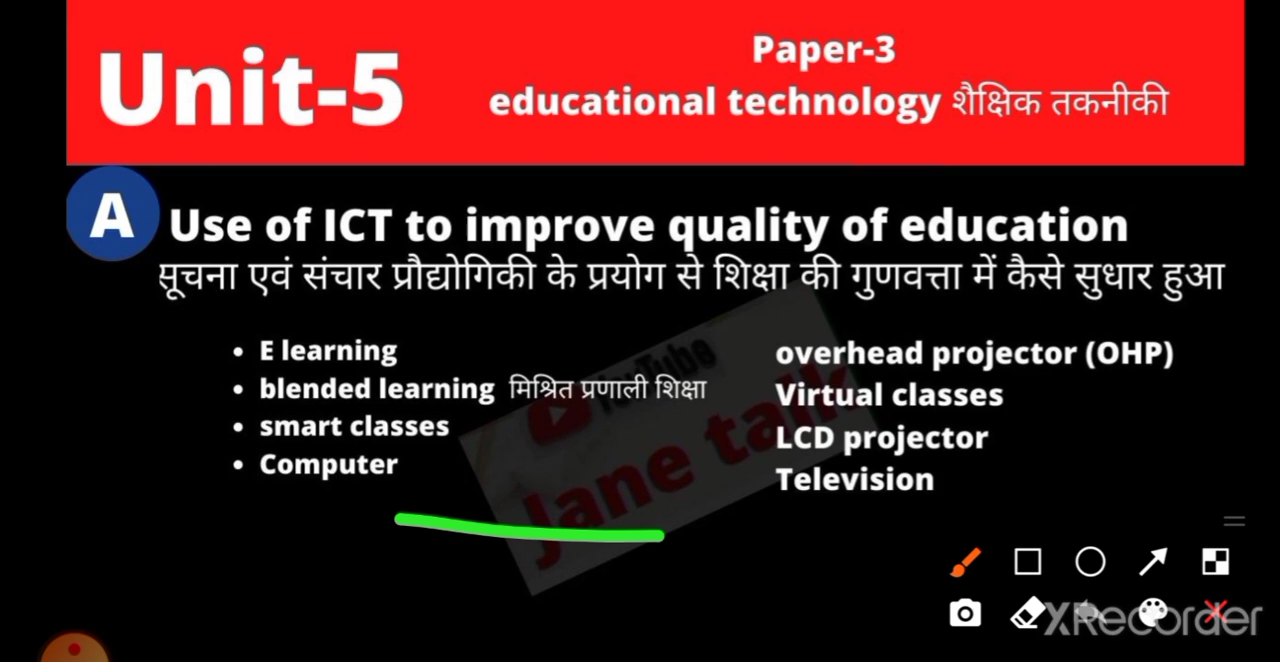 Unit-5
Paper-3
educational technology शैक्षिक तकनीकी
A
Use of ICT to improve quality of education
सूचना एवं संचार प्रौद्योगिकी के प्रयोग से शिक्षा की गुणवत्ता में कैसे सुधार हुआ
• E learning
• blended learning मिश्रित प्रणाली शिक्षा
• smart classes
• Computer
overhead projector (OHP)
Virtual classes
LCD projector
Television
YouTube
Jane talk
XRecorder